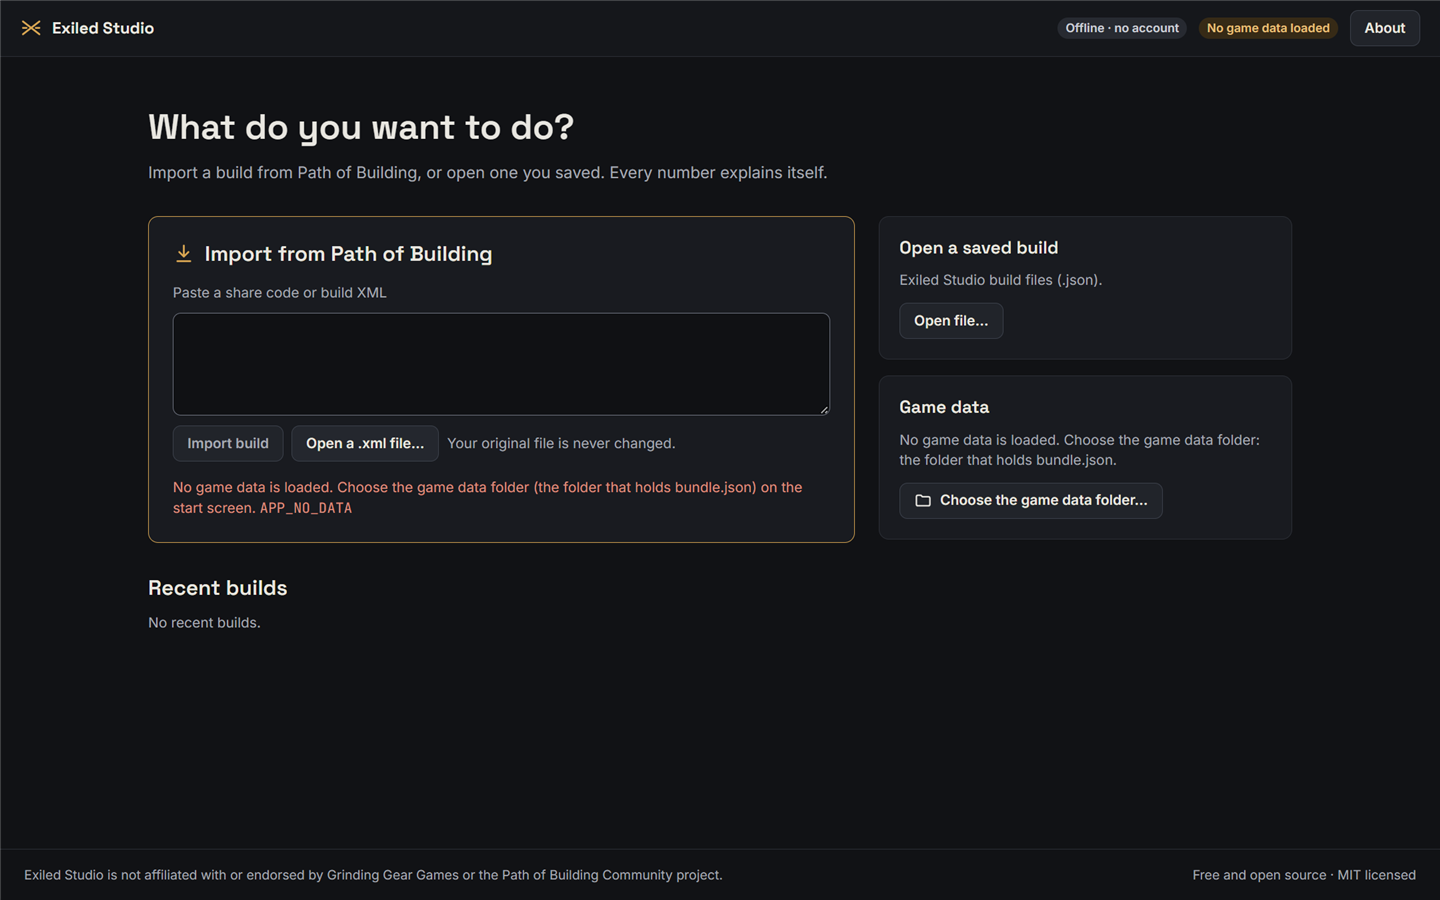 Exiled Studio
Offline · no account
No game data loaded
About
What do you want to do?
Import a build from Path of Building, or open one you saved. Every number explains itself.
Import from Path of Building
Paste a share code or build XML
Import build
Open a .xml file...
Your original file is never changed.
No game data is loaded. Choose the game data folder (the folder that holds bundle.json) on the
start screen. APP_NO_DATA
Open a saved build
Exiled Studio build files (.json).
Open file...
Game data
No game data is loaded. Choose the game data folder:
the folder that holds bundle.json.
Choose the game data folder...
Recent builds
No recent builds.
Exiled Studio is not affiliated with or endorsed by Grinding Gear Games or the Path of Building Community project.
Free and open source · MIT licensed